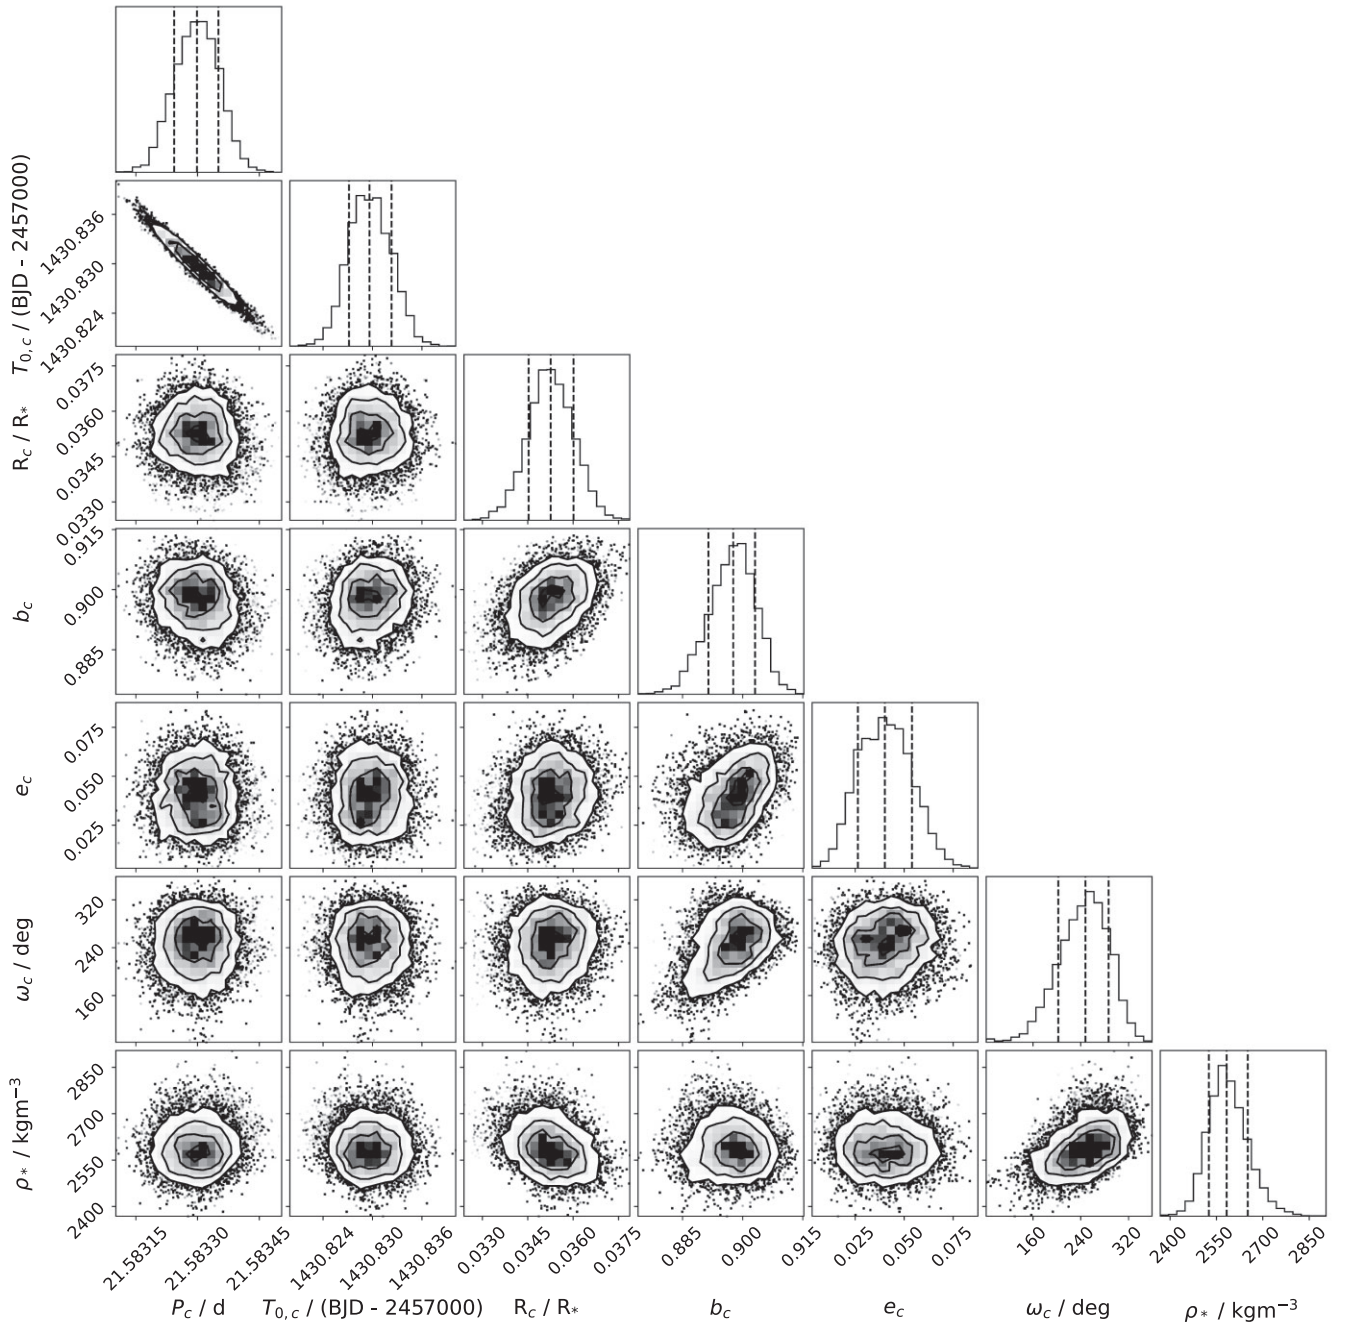 T0,c / (BJD - 2457000)
1430.836
1430.830
1430.824
Rc / R*
0.0375
0.0360
0.0345
0.0330
bc
0.915
0.900
0.885
ec
0.075
0.050
0.025
ωc / deg
320
240
160
ρ* / kgm−3
2850
2700
2550
2400
21.58315 21.58330 21.58345 1430.824 1430.830 1430.836 0.0330 0.0345 0.0360 0.0375 0.885 0.900 0.915 0.025 0.050 0.075 160 240 320 2400 2550 2700 2850
Pc / d T0,c / (BJD - 2457000) Rc / R* bc ec ωc / deg ρ* / kgm−3